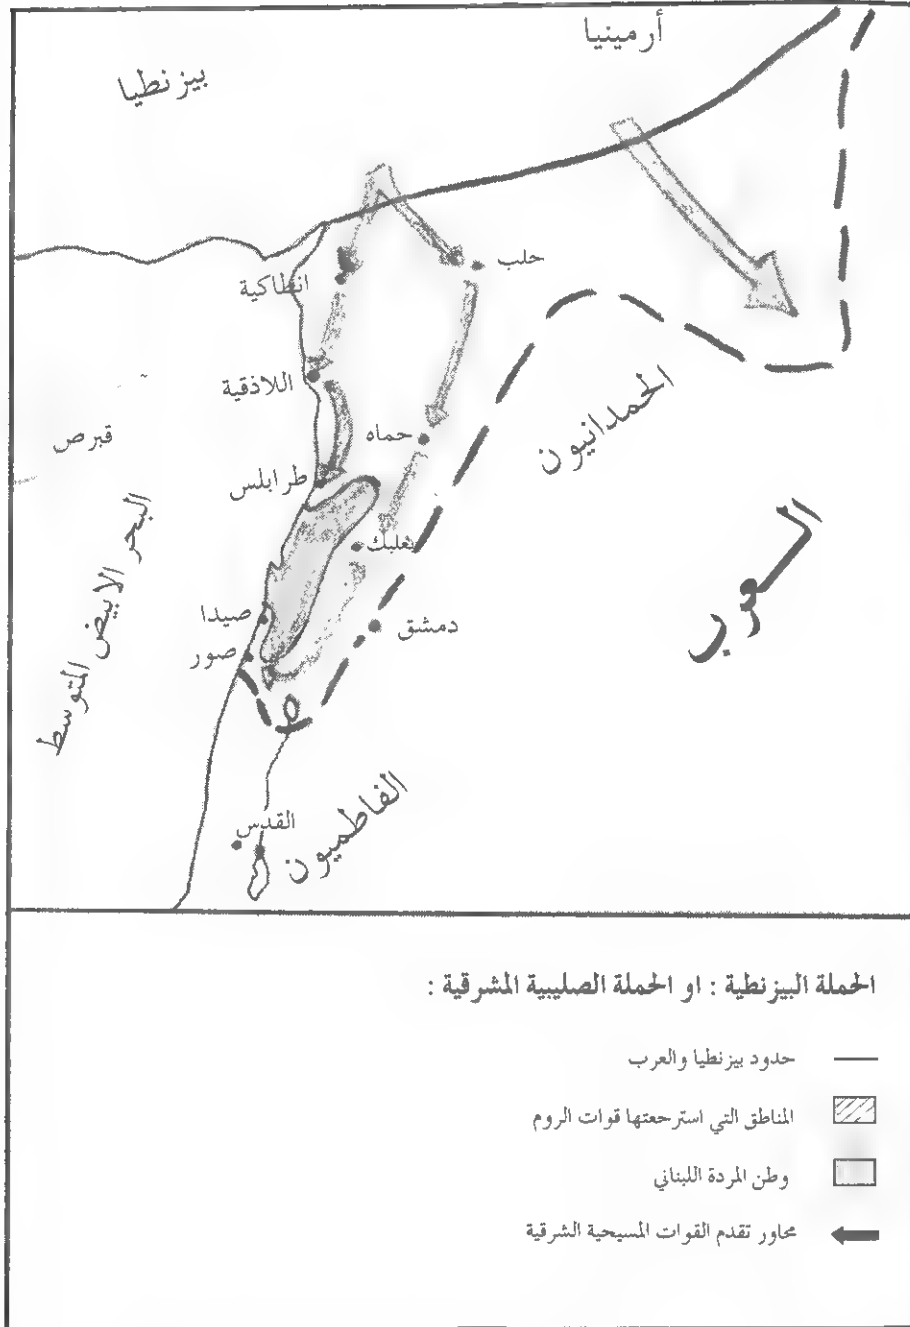 أرمينيا
بيزنطيا
حلب
انطاكية
اللاذقية
الحمدانيون
قبرص
حماه
طرابلس
البحر الابيض المتوسط
العرب
بعلبك
صيدا
دمشق
صور
الفاطميون
القدس
الحملة البيزنطية : او الحملة الصليبية المشرقية :
حدود بيزنطيا والعرب
المناطق التي استرجعتها قوات الروم
وطن المردة اللبناني
محاور تقدم القوات المسيحية الشرقية